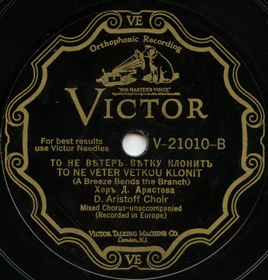 VE
Orthophonic Recording
"HIS MASTER'S VOICE"
VICTOR
For best results
use Victor Needles
V-21010-B
ТО НЕ ВѢТЕРЪ ВѢТКУ КЛОНИТЪ
TO NE VETER VETKOU KLONIT
(A Breeze Bends the Branch)
Хоръ Д. Аристова
D. Aristoff Choir
Mixed Chorus-unaccompanied
(Recorded in Europe)
VICTOR TALKING MACHINE CO.
Camden, N.J.
VE